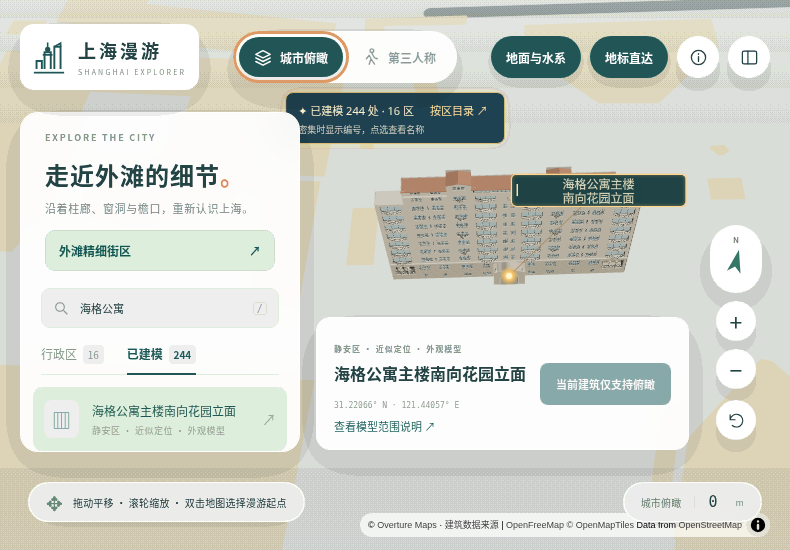 上海漫游
SHANGHAI EXPLORER
城市俯瞰
第三人称
地面与水系
地标直达
✦ 已建模 244 处 · 16 区 按区目录 ↗
密集时显示编号，点选查看名称
EXPLORE THE CITY
走近外滩的细节。
沿着柱廊、窗洞与檐口，重新认识上海。
外滩精细街区 ↗
海格公寓 /
行政区 16 已建模 244
海格公寓主楼南向花园立面 ↗
静安区 · 近似定位 · 外观模型
海格公寓主楼
南向花园立面
N
静安区 · 近似定位 · 外观模型
海格公寓主楼南向花园立面
当前建筑仅支持俯瞰
31.22066° N · 121.44057° E
查看模型范围说明 ↗
拖动平移 · 滚轮缩放 · 双击地图选择漫游起点
城市俯瞰 0 m
© Overture Maps · 建筑数据来源 | OpenFreeMap © OpenMapTiles Data from OpenStreetMap